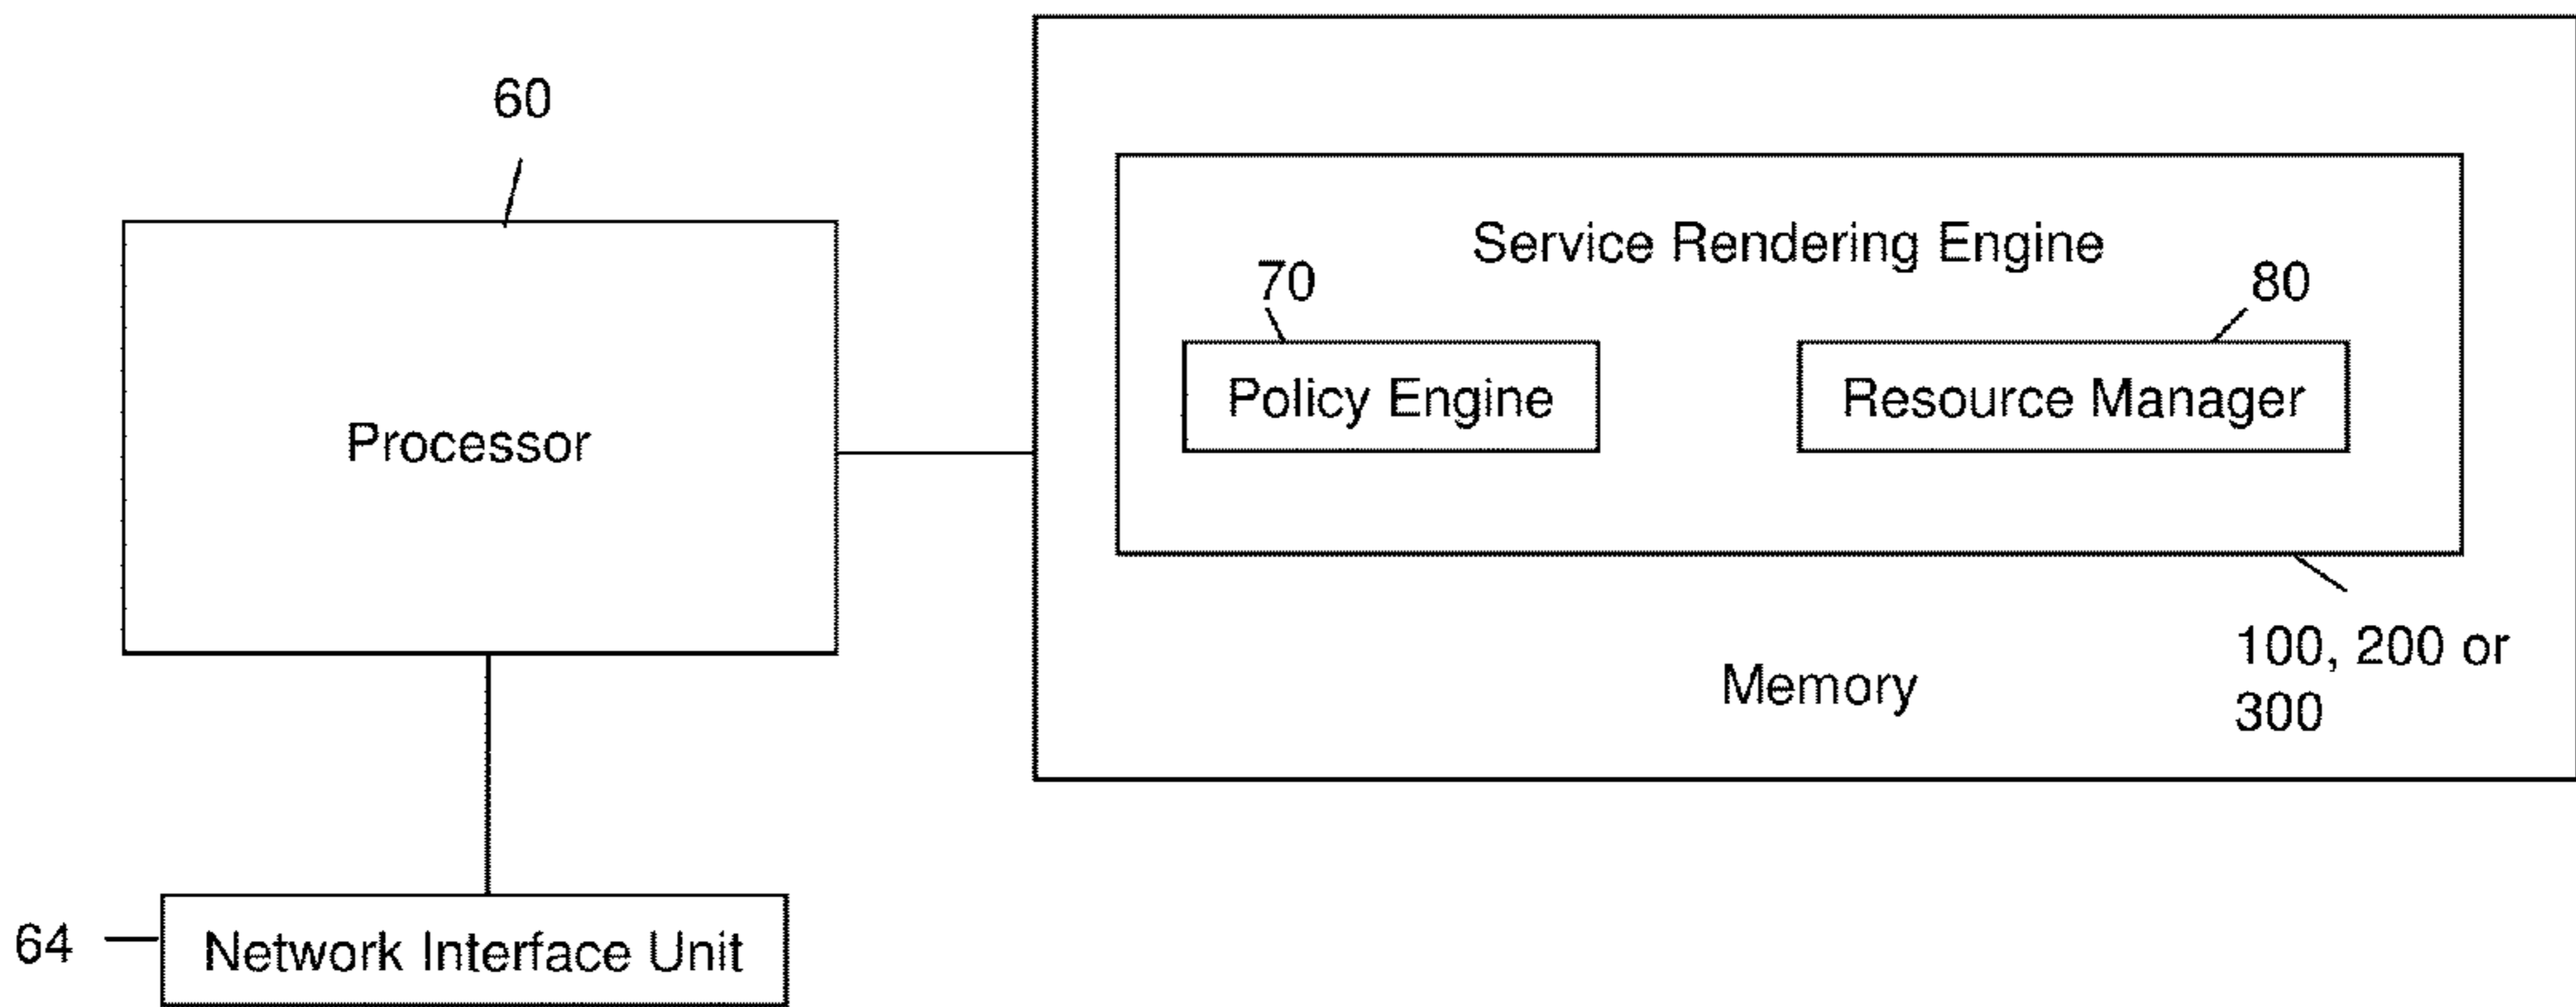 60
Service Rendering Engine
70
80
Policy Engine
Resource Manager
Processor
100, 200 or
300
Memory
64
Network Interface Unit